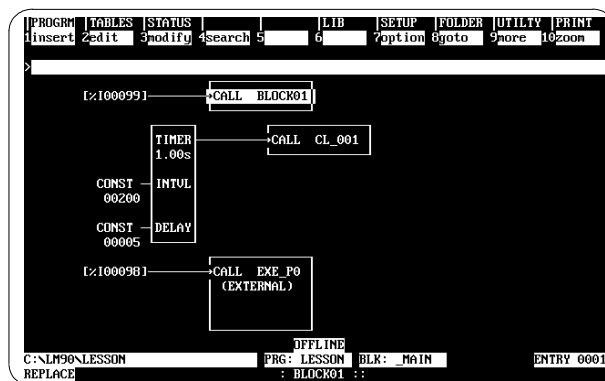 PROGRM |TABLES |STATUS | | |LIB |SETUP |FOLDER |UTILTY |PRINT
1insert 2edit 3modify 4search 5 6 7option 8goto 9more 10zoom
>
[%I00099] CALL BLOCK01
TIMER CALL CL_001
1.00s
CONST INTVL
00200
CONST DELAY
00005
[%I00098] CALL EXE_P0
(EXTERNAL)
OFFLINE
C:\LM90\LESSON PRG: LESSON BLK: _MAIN ENTRY 0001
REPLACE : BLOCK01 ::